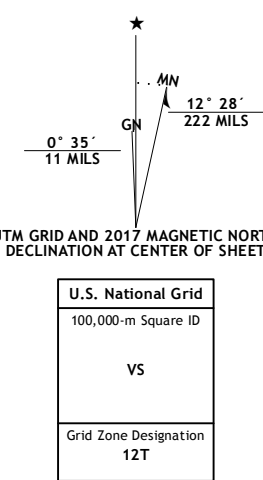 ★
MN
GN
0° 35´
11 MILS
12° 28´
222 MILS
UTM GRID AND 2017 MAGNETIC NORTH
DECLINATION AT CENTER OF SHEET
U.S. National Grid
100,000-m Square ID
VS
Grid Zone Designation
12T